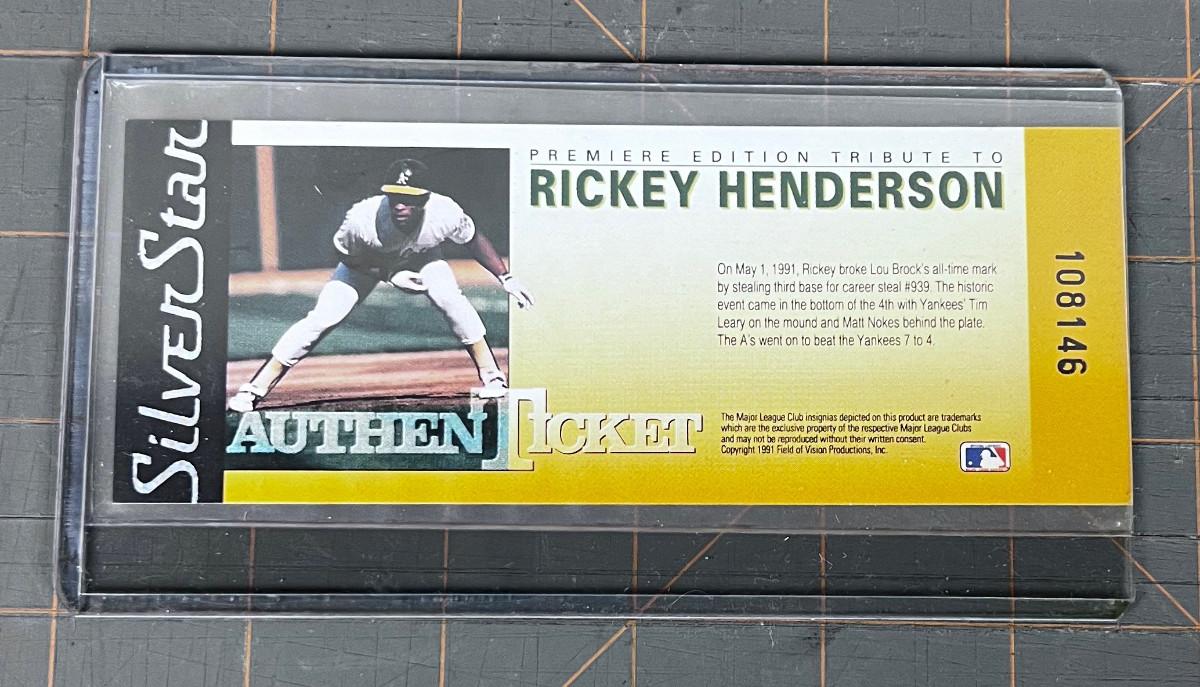 SilverStar
PREMIERE EDITION TRIBUTE TO
RICKEY HENDERSON
On May 1, 1991, Rickey broke Lou Brock's all-time mark
by stealing third base for career steal #939. The historic
event came in the bottom of the 4th with Yankees' Tim
Leary on the mound and Matt Nokes behind the plate.
The A's went on to beat the Yankees 7 to 4.
AUTHENTICKET
The Major League Club insignias depicted on this product are trademarks
which are the exclusive property of the respective Major League Clubs
and may not be reproduced without their written consent.
Copyright 1991 Field of Vision Productions, Inc.
108146